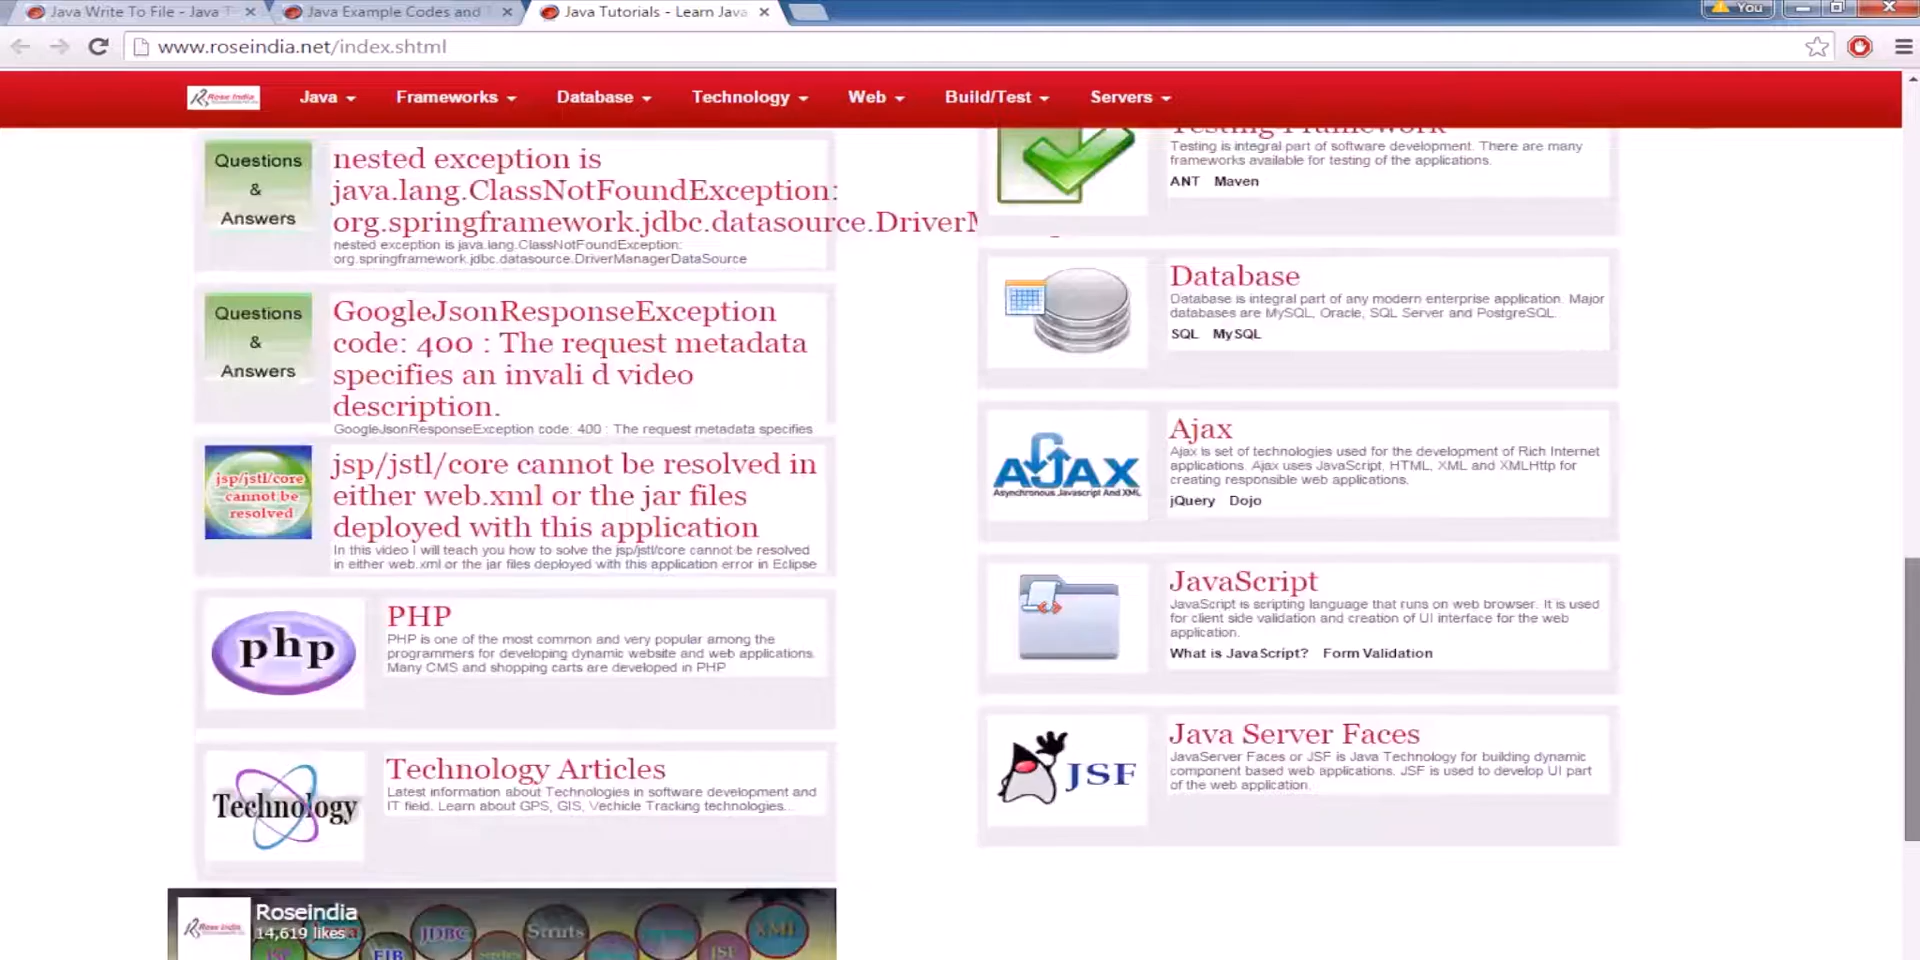 Java Write To File - Java T
Java Example Codes and
Java Tutorials - Learn Java
You
www.roseindia.net/index.shtml
Rose India
Java
Frameworks
Database
Technology
Web
Build/Test
Servers
Questions
&
Answers
nested exception is
java.lang.ClassNotFoundException:
org.springframework.jdbc.datasource.DriverM
nested exception is java.lang.ClassNotFoundException:
org.springframework.jdbc.datasource.DriverManagerDataSource
Questions
&
Answers
GoogleJsonResponseException
code: 400 : The request metadata
specifies an invali d video
description.
GoogleJsonResponseException code: 400 : The request metadata specifies
jsp/jstl/core
cannot be
resolved
jsp/jstl/core cannot be resolved in
either web.xml or the jar files
deployed with this application
In this video I will teach you how to solve the jsp/jstl/core cannot be resolved
in either web.xml or the jar files deployed with this application error in Eclipse
php
PHP
PHP is one of the most common and very popular among the
programmers for developing dynamic website and web applications.
Many CMS and shopping carts are developed in PHP
Technology
Technology Articles
Latest information about Technologies in software development and
IT field. Learn about GPS, GIS, Vechicle Tracking technologies...
Rose India
Roseindia
14,619 likes
JDBC
Struts
XML
JSP
EJB
JSF
Testing Framework
Testing is integral part of software development. There are many
frameworks available for testing of the applications.
ANT Maven
Database
Database is integral part of any modern enterprise application. Major
databases are MySQL, Oracle, SQL Server and PostgreSQL.
SQL MySQL
AJAX
Asynchronous Javascript And XML
Ajax
Ajax is set of technologies used for the development of Rich Internet
applications. Ajax uses JavaScript, HTML, XML and XMLHttp for
creating responsible web applications.
jQuery Dojo
JavaScript
JavaScript is scripting language that runs on web browser. It is used
for client side validation and creation of UI interface for the web
application.
What is JavaScript? Form Validation
JSF
Java Server Faces
JavaServer Faces or JSF is Java Technology for building dynamic
component based web applications. JSF is used to develop UI part
of the web application.